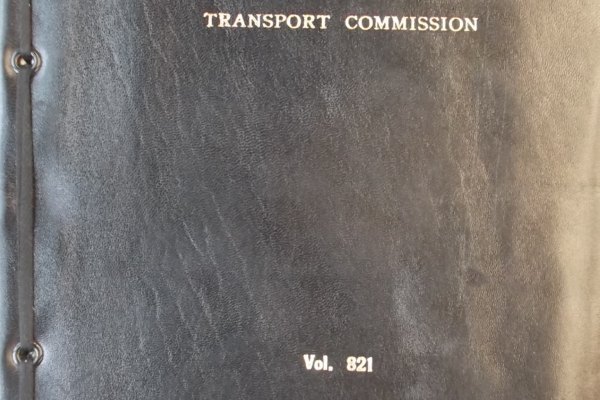 TRANSPORT COMMISSION
Vol. 821